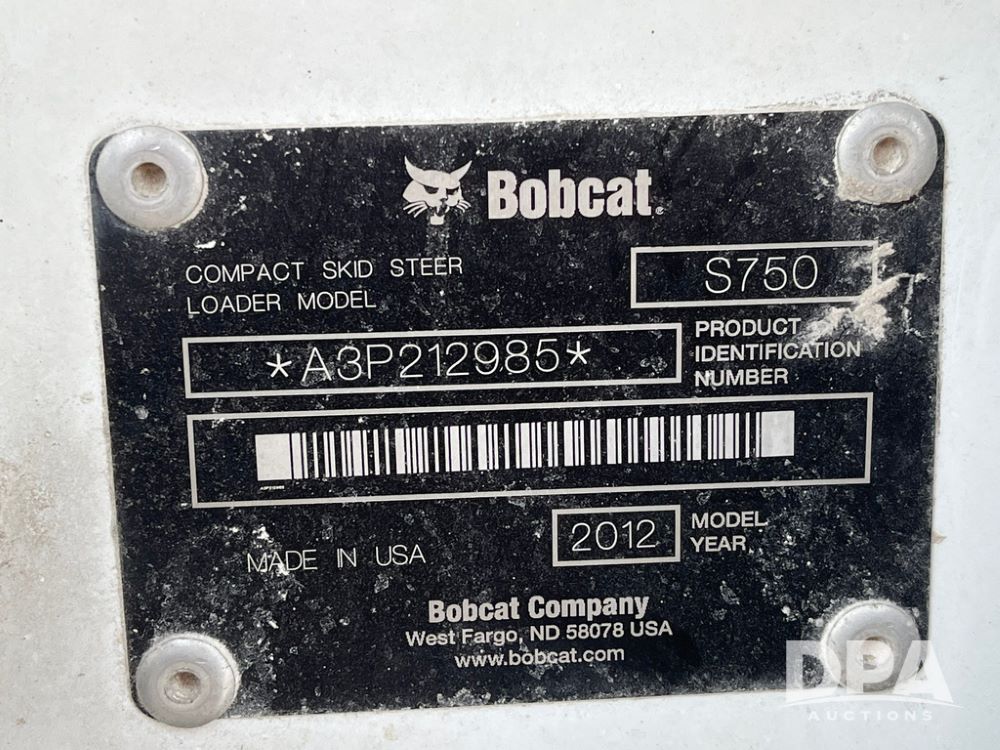 Bobcat®
COMPACT SKID STEER
LOADER MODEL
S750
*A3P212985*
PRODUCT
IDENTIFICATION
NUMBER
MADE IN USA
2012
MODEL
YEAR
Bobcat Company
West Fargo, ND 58078 USA
www.bobcat.com
DPA
AUCTIONS